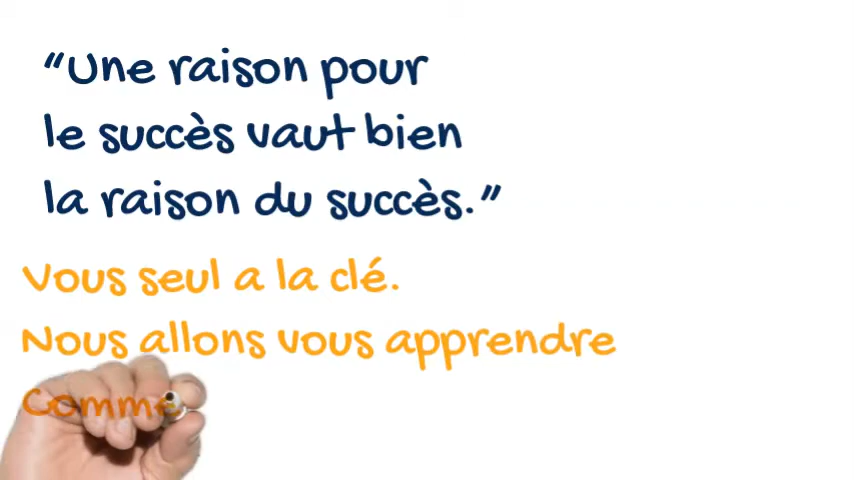 “Une raison pour
le succès vaut bien
la raison du succès.”
Vous seul a la clé.
Nous allons vous apprendre
Comme